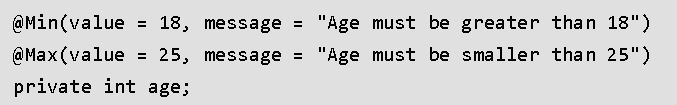 @Min(value = 18, message = "Age must be greater than 18")
@Max(value = 25, message = "Age must be smaller than 25")
private int age;